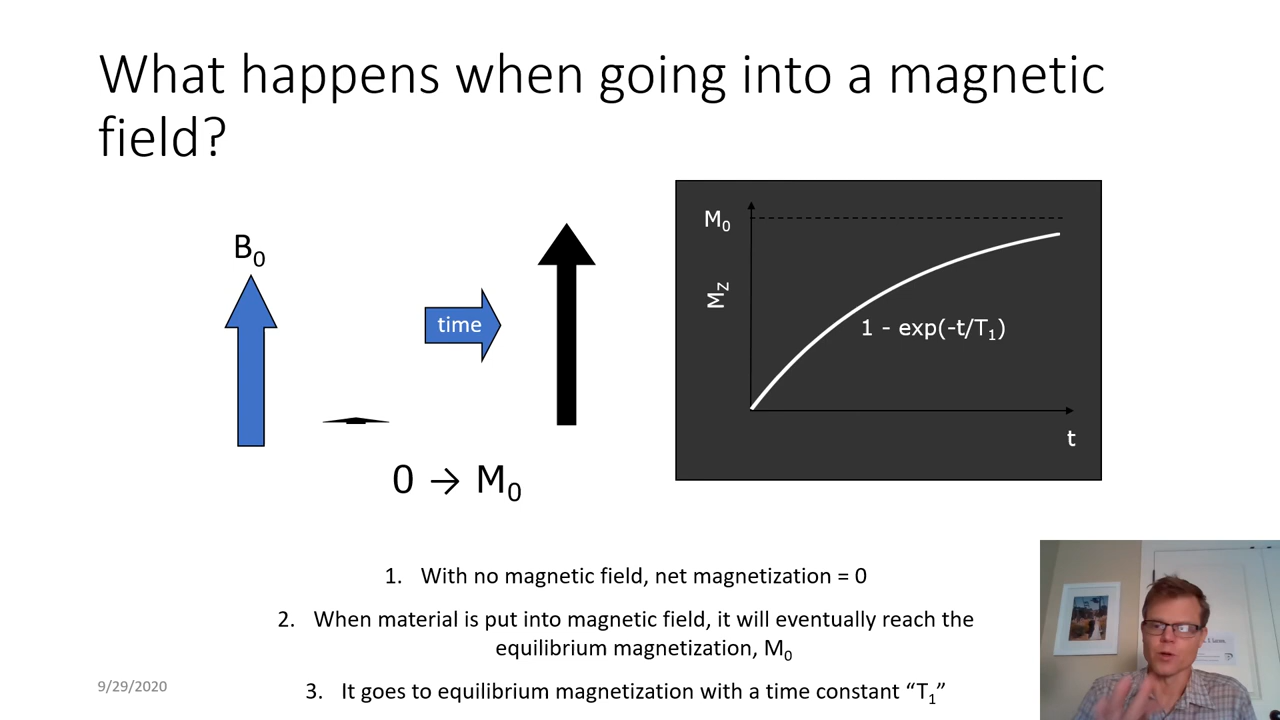 What happens when going into a magnetic
field?
B₀
time
0 → M₀
M₀
M_Z
1 - exp(-t/T₁)
t
1. With no magnetic field, net magnetization = 0
2. When material is put into magnetic field, it will eventually reach the
equilibrium magnetization, M₀
3. It goes to equilibrium magnetization with a time constant “T₁”
9/29/2020